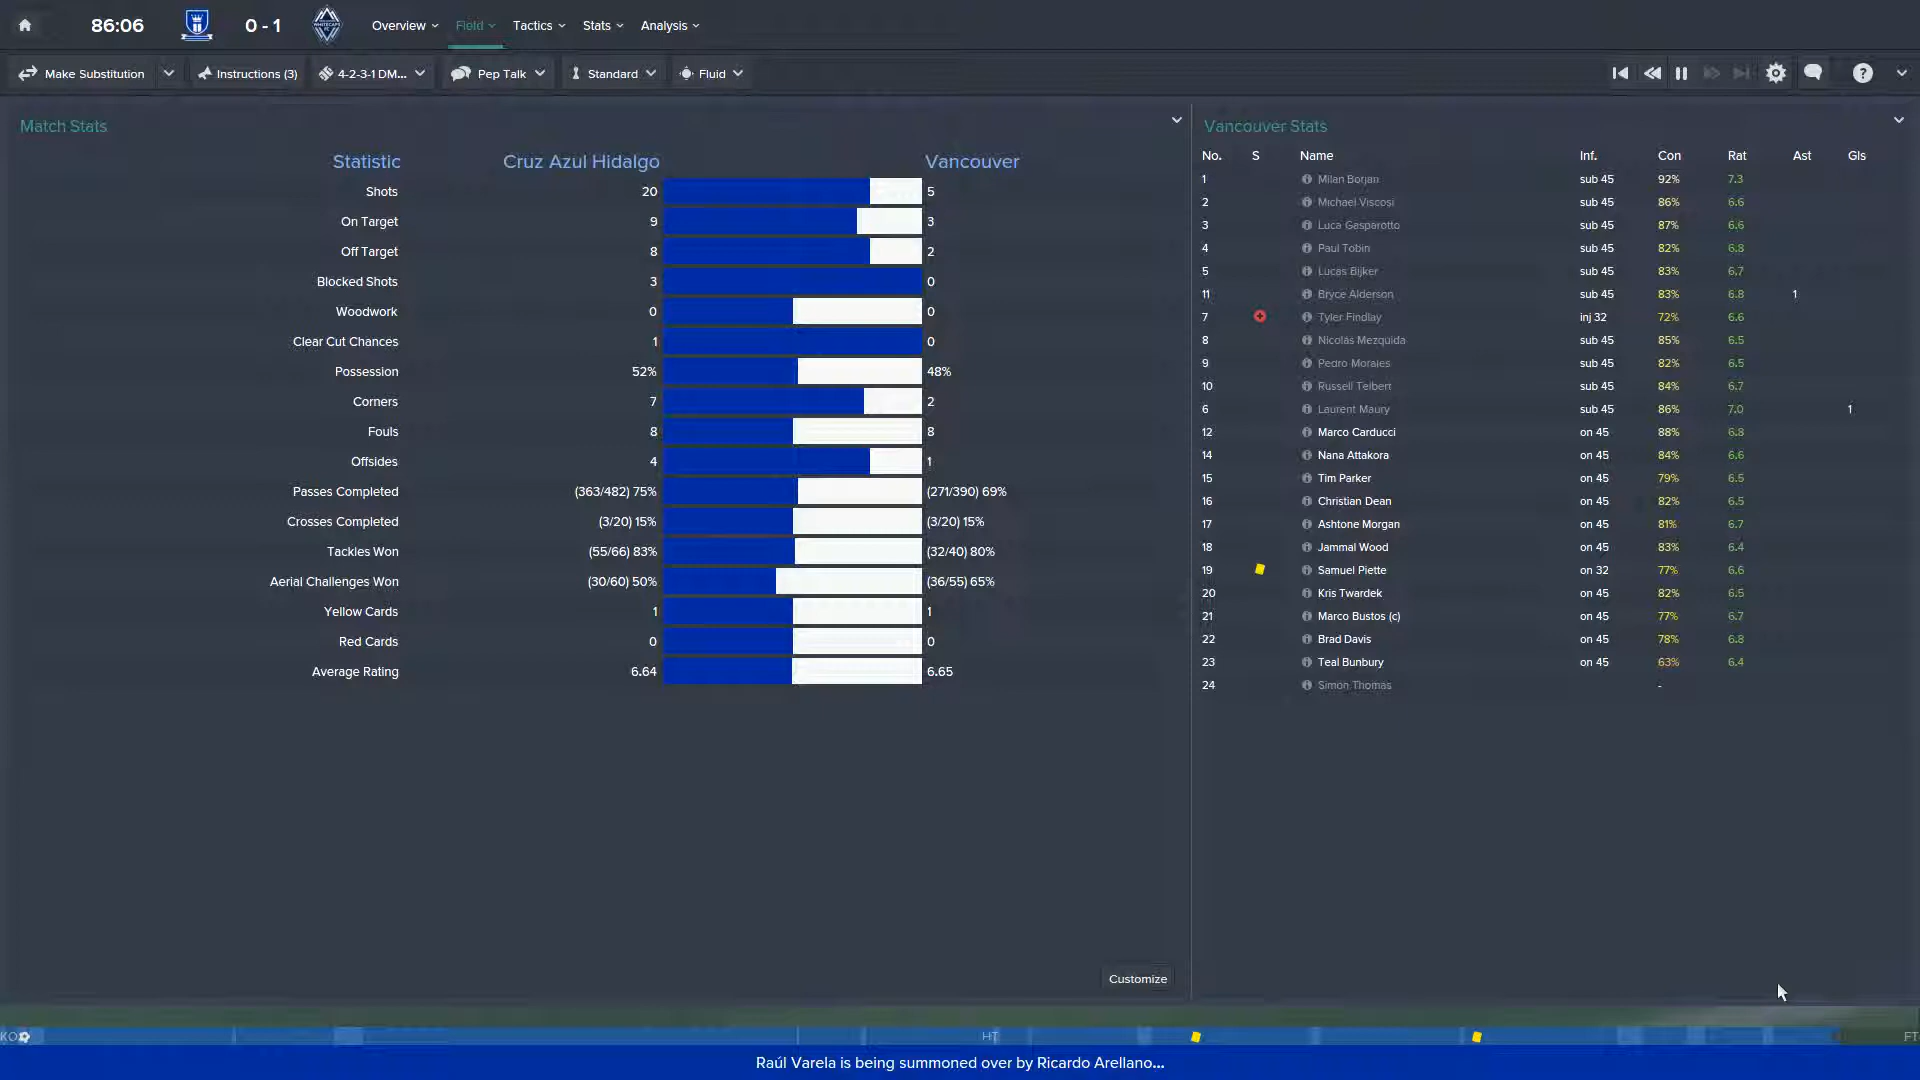 86:06 0 - 1 Overview Field Tactics Stats Analysis
Make Substitution Instructions (3) 4-2-3-1 DM... Pep Talk Standard Fluid ?
Match Stats
Statistic Cruz Azul Hidalgo Vancouver
Shots 20 5
On Target 9 3
Off Target 8 2
Blocked Shots 3 0
Woodwork 0 0
Clear Cut Chances 1 0
Possession 52% 48%
Corners 7 2
Fouls 8 8
Offsides 4 1
Passes Completed (363/482) 75% (271/390) 69%
Crosses Completed (3/20) 15% (3/20) 15%
Tackles Won (55/66) 83% (32/40) 80%
Aerial Challenges Won (30/60) 50% (36/55) 65%
Yellow Cards 1 1
Red Cards 0 0
Average Rating 6.64 6.65
Customize
Vancouver Stats
No. S Name Inf. Con Rat Ast Gls
1 Milan Borjan sub 45 92% 7.3
2 Michael Viscosi sub 45 86% 6.6
3 Luca Gasparotto sub 45 87% 6.6
4 Paul Tobin sub 45 82% 6.8
5 Lucas Bijker sub 45 83% 6.7
11 Bryce Alderson sub 45 83% 6.8 1
7 Tyler Findlay inj 32 72% 6.6
8 Nicolás Mezquida sub 45 85% 6.5
9 Pedro Morales sub 45 82% 6.5
10 Russell Teibert sub 45 84% 6.7
6 Laurent Maury sub 45 86% 7.0 1
12 Marco Carducci on 45 88% 6.8
14 Nana Attakora on 45 84% 6.6
15 Tim Parker on 45 79% 6.5
16 Christian Dean on 45 82% 6.5
17 Ashtone Morgan on 45 81% 6.7
18 Jammal Wood on 45 83% 6.4
19 Samuel Piette on 32 77% 6.6
20 Kris Twardek on 45 82% 6.5
21 Marco Bustos (c) on 45 77% 6.7
22 Brad Davis on 45 78% 6.8
23 Teal Bunbury on 45 63% 6.4
24 Simon Thomas -
KO HT FT
Raúl Varela is being summoned over by Ricardo Arellano...